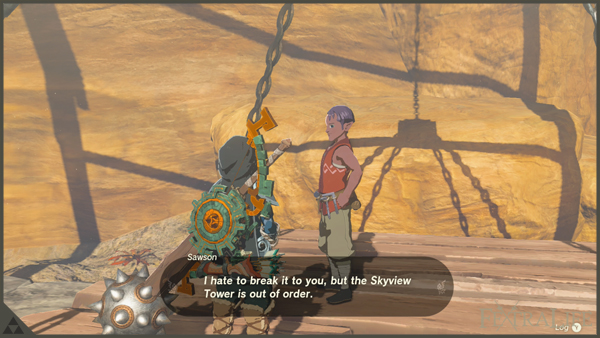 Sawson
I hate to break it to you, but the Skyview
Tower is out of order.
Log Y